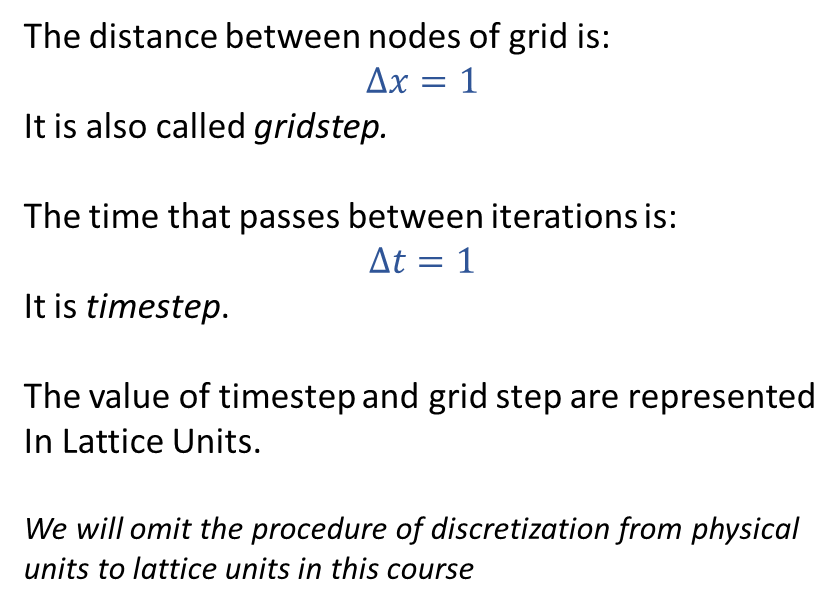 The distance between nodes of grid is:
Δx = 1
It is also called gridstep.
The time that passes between iterations is:
Δt = 1
It is timestep.
The value of timestep and grid step are represented
In Lattice Units.
We will omit the procedure of discretization from physical
units to lattice units in this course